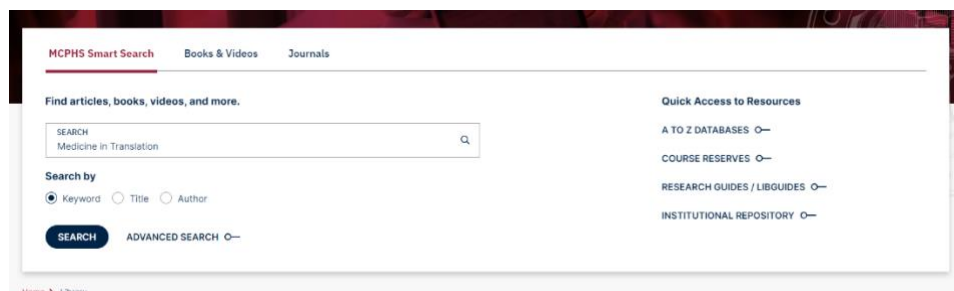 MCPHS Smart Search Books & Videos Journals
Find articles, books, videos, and more.
SEARCH
Medicine in Translation
Search by
Keyword Title Author
SEARCH ADVANCED SEARCH
Quick Access to Resources
A TO Z DATABASES
COURSE RESERVES
RESEARCH GUIDES / LIBGUIDES
INSTITUTIONAL REPOSITORY